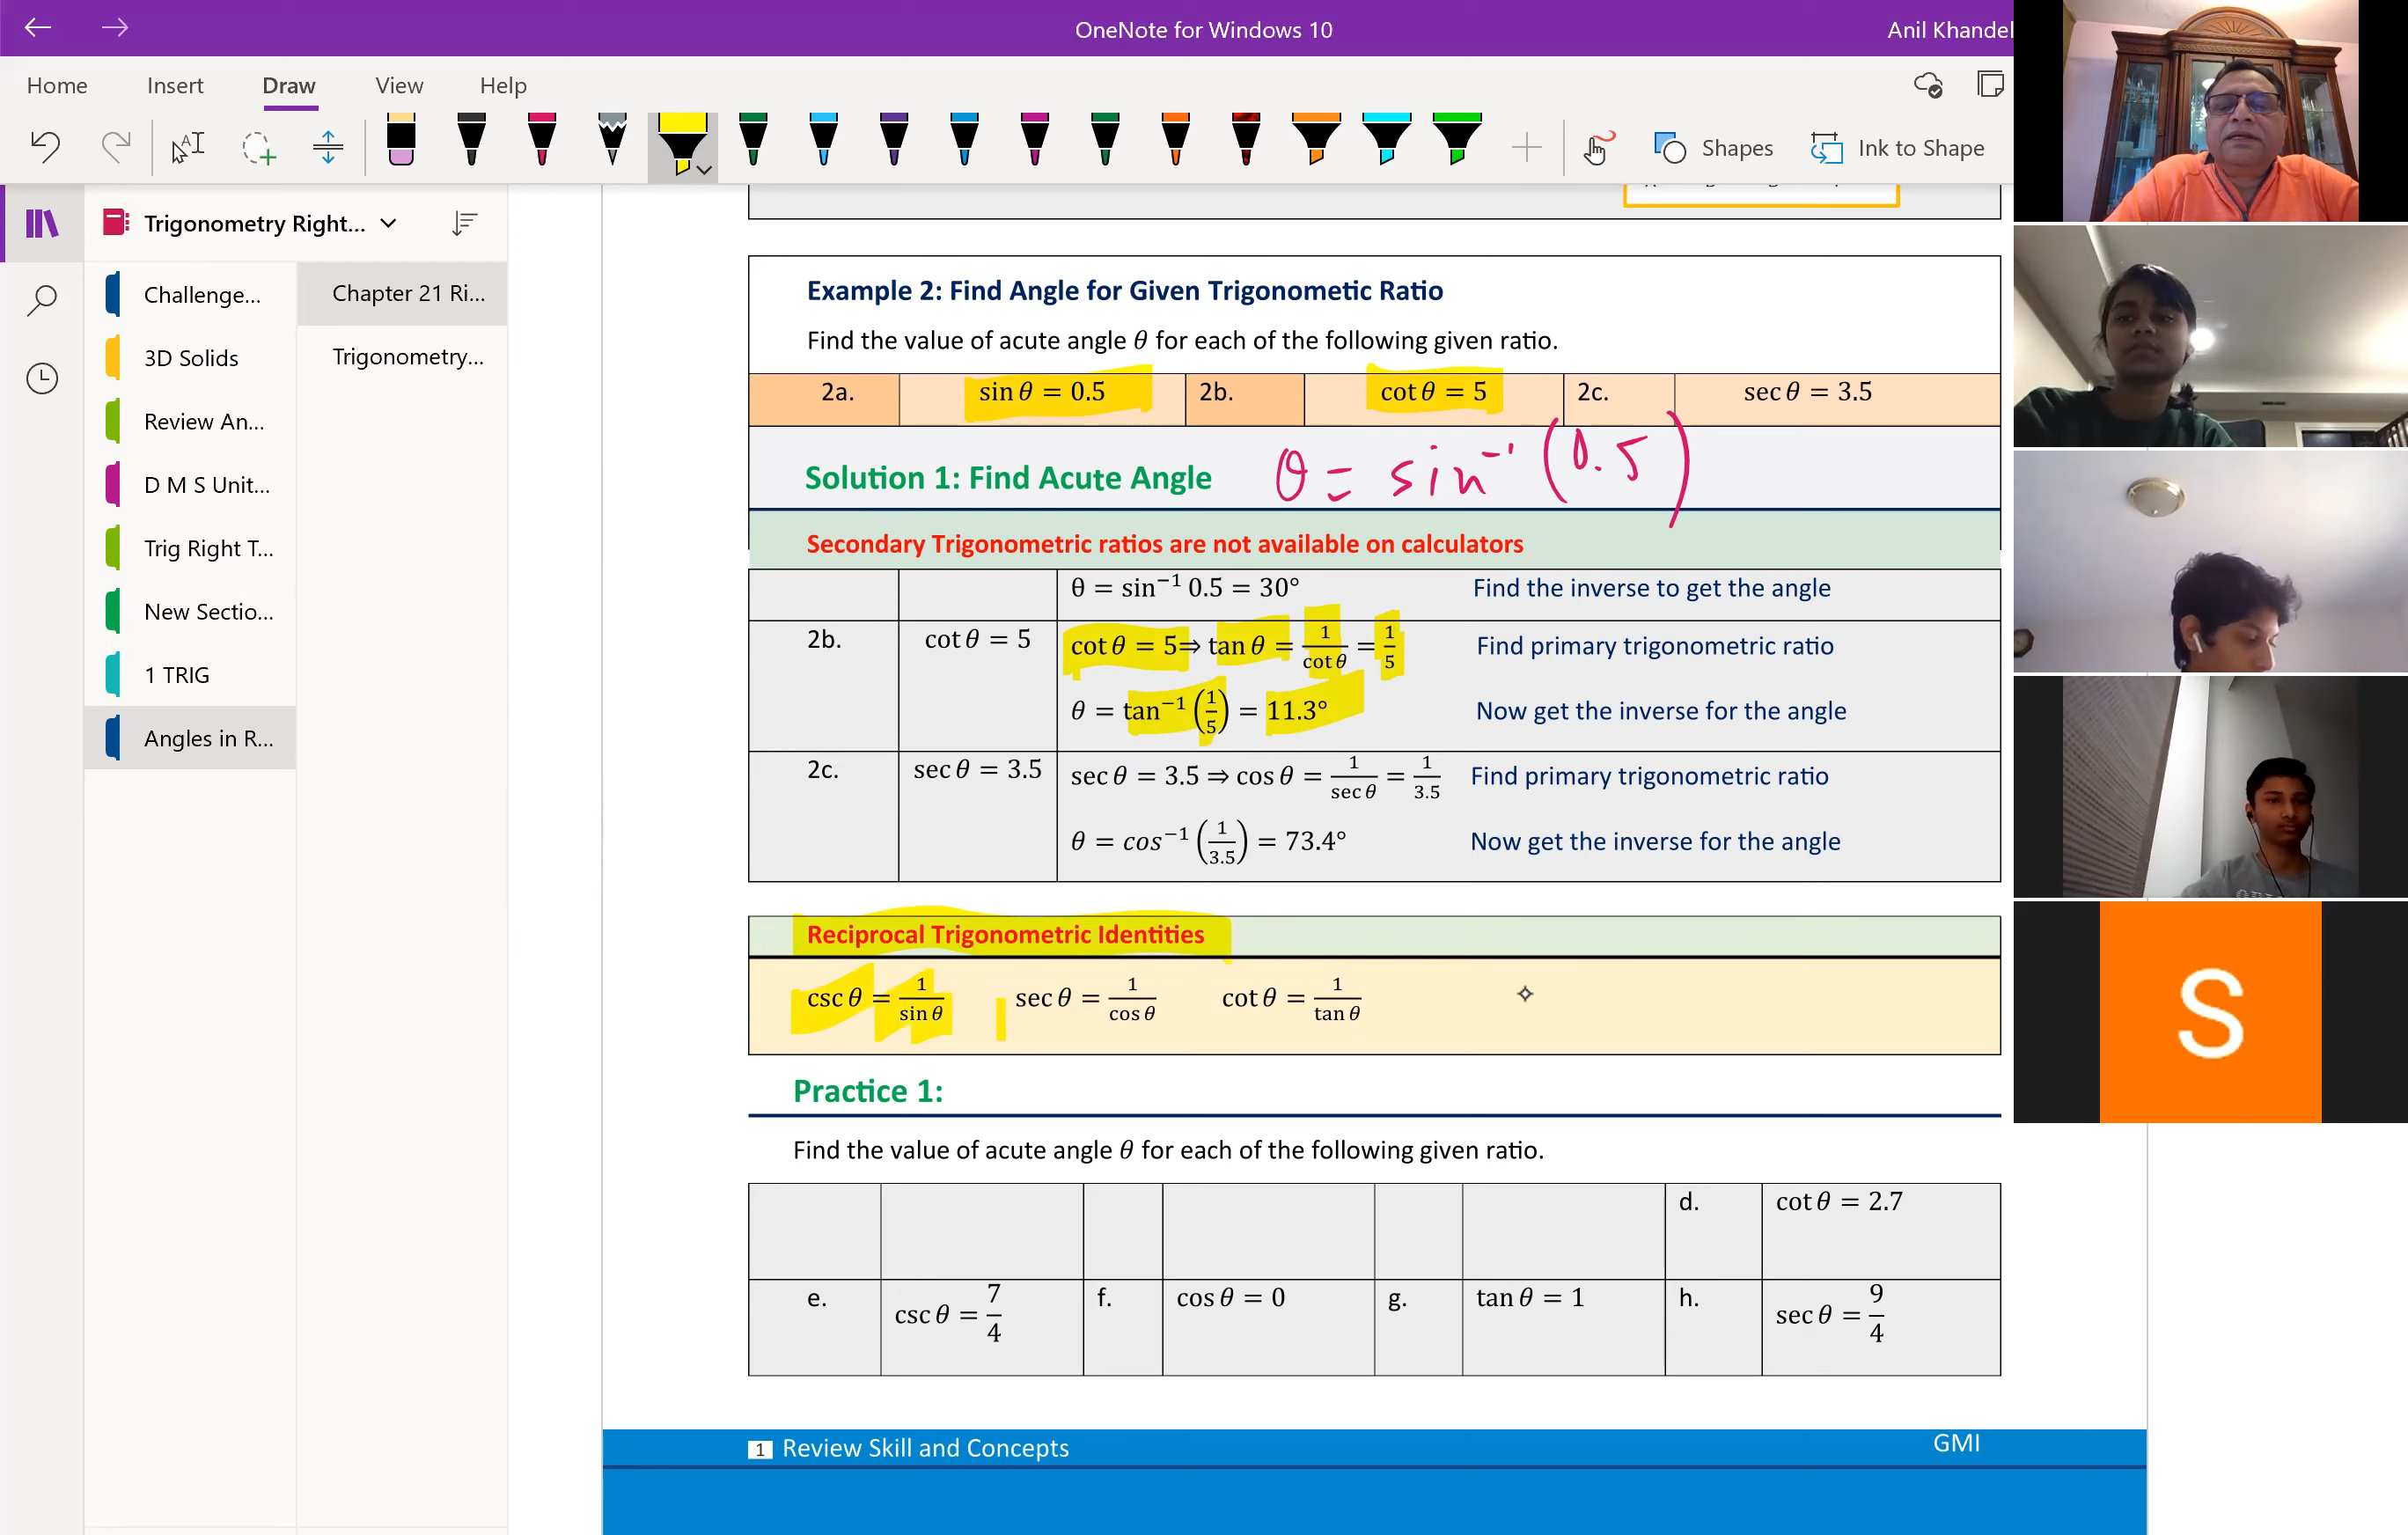 OneNote for Windows 10
Anil Khandel
Home Insert Draw View Help
Shapes Ink to Shape
Trigonometry Right...
Challenge...
3D Solids
Review An...
D M S Unit...
Trig Right T...
New Sectio...
1 TRIG
Angles in R...
Chapter 21 Ri...
Trigonometry...
Example 2: Find Angle for Given Trigonometic Ratio
Find the value of acute angle θ for each of the following given ratio.
2a. sin θ = 0.5 2b. cot θ = 5 2c. sec θ = 3.5
Solution 1: Find Acute Angle θ = sin⁻¹ (0.5)
Secondary Trigonometric ratios are not available on calculators
θ = sin⁻¹ 0.5 = 30° Find the inverse to get the angle
2b. cot θ = 5 cot θ = 5 ⇒ tan θ = 1/cot θ = 1/5 Find primary trigonometric ratio
θ = tan⁻¹ (1/5) = 11.3° Now get the inverse for the angle
2c. sec θ = 3.5 sec θ = 3.5 ⇒ cos θ = 1/sec θ = 1/3.5 Find primary trigonometric ratio
θ = cos⁻¹ (1/3.5) = 73.4° Now get the inverse for the angle
Reciprocal Trigonometric Identities
csc θ = 1/sin θ sec θ = 1/cos θ cot θ = 1/tan θ
Practice 1:
Find the value of acute angle θ for each of the following given ratio.
d. cot θ = 2.7
e. csc θ = 7/4 f. cos θ = 0 g. tan θ = 1 h. sec θ = 9/4
1 Review Skill and Concepts GMI
S